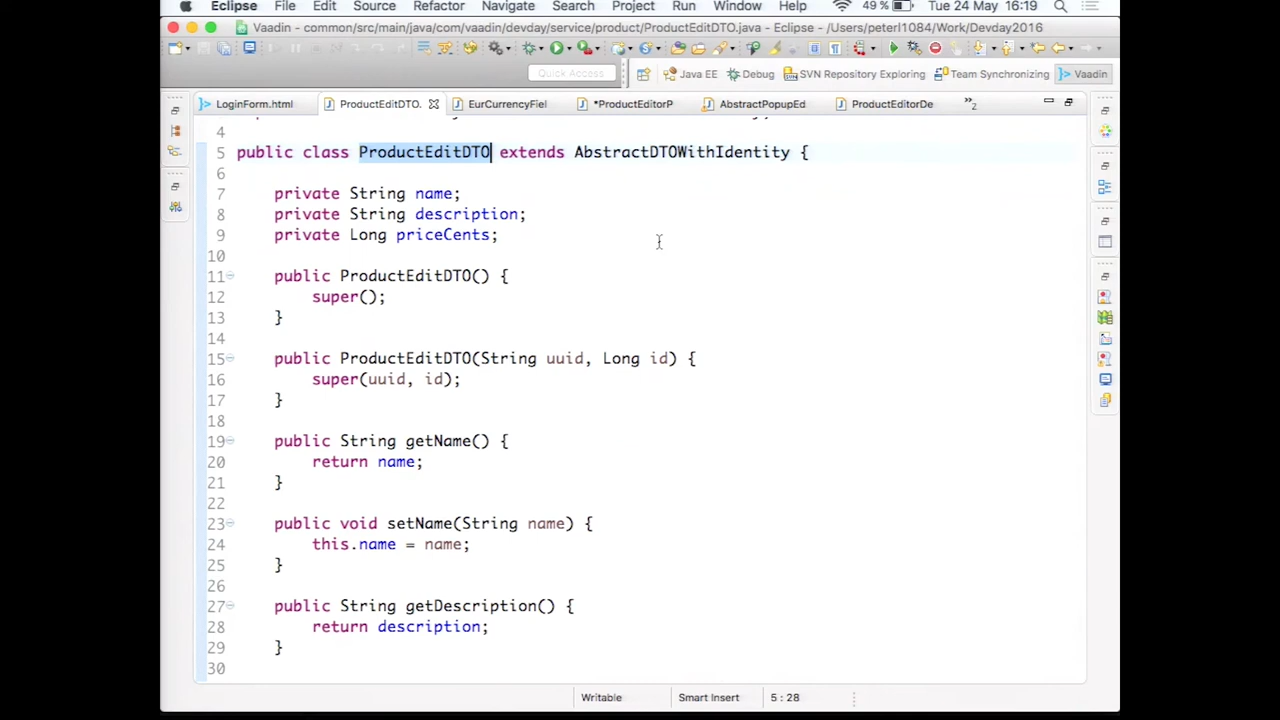 Eclipse File Edit Source Refactor Navigate Search Project Run Window Help 49 % Tue 24 May 16:19
Vaadin - common/src/main/java/com/vaadin/devday/service/product/ProductEditDTO.java - Eclipse - /Users/peterl1084/Work/Devday2016
Quick Access Java EE Debug SVN Repository Exploring Team Synchronizing Vaadin
LoginForm.html ProductEditDTO. EurCurrencyFiel *ProductEditorP AbstractPopupEd ProductEditorDe »2
4
5 public class ProductEditDTO extends AbstractDTOWithIdentity {
6
7 private String name;
8 private String description;
9 private Long priceCents;
10
11 public ProductEditDTO() {
12 super();
13 }
14
15 public ProductEditDTO(String uuid, Long id) {
16 super(uuid, id);
17 }
18
19 public String getName() {
20 return name;
21 }
22
23 public void setName(String name) {
24 this.name = name;
25 }
26
27 public String getDescription() {
28 return description;
29 }
30
Writable Smart Insert 5 : 28